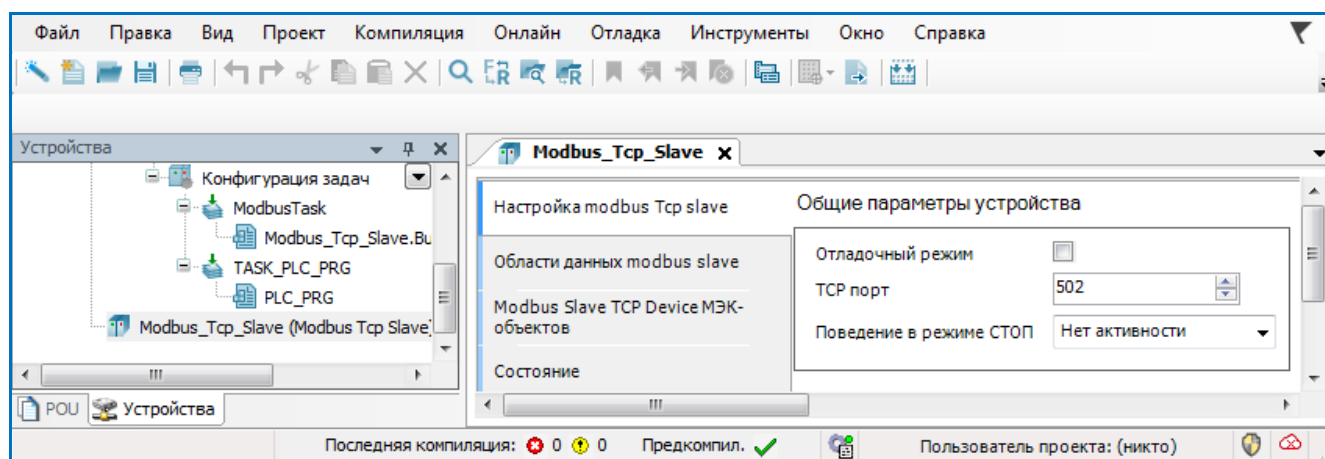 Файл Правка Вид Проект Компиляция Онлайн Отладка Инструменты Окно Справка
Устройства
Конфигурация задач
ModbusTask
Modbus_Tcp_Slave.Bu
TASK_PLC_PRG
PLC_PRG
Modbus_Tcp_Slave (Modbus Tcp Slave)
POU Устройства
Modbus_Tcp_Slave
Настройка modbus Tcp slave
Области данных modbus slave
Modbus Slave TCP Device МЭК-
объектов
Состояние
Общие параметры устройства
Отладочный режим
TCP порт 502
Поведение в режиме СТОП Нет активности
Последняя компиляция: 0 0 Предкомпил. Пользователь проекта: (никто)